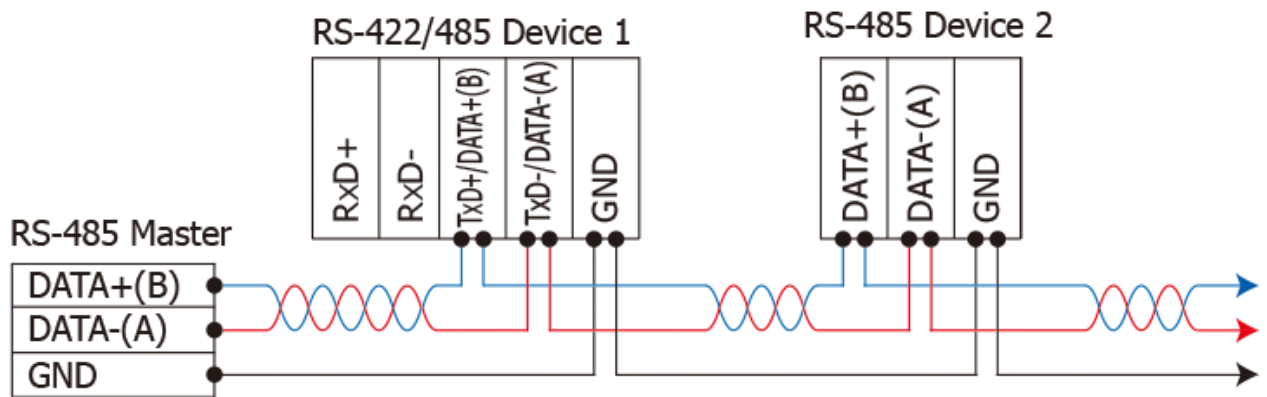 RS-422/485 Device 1
RxD+
RxD-
TxD+/DATA+(B)
TxD-/DATA-(A)
GND
RS-485 Device 2
DATA+(B)
DATA-(A)
GND
RS-485 Master
DATA+(B)
DATA-(A)
GND